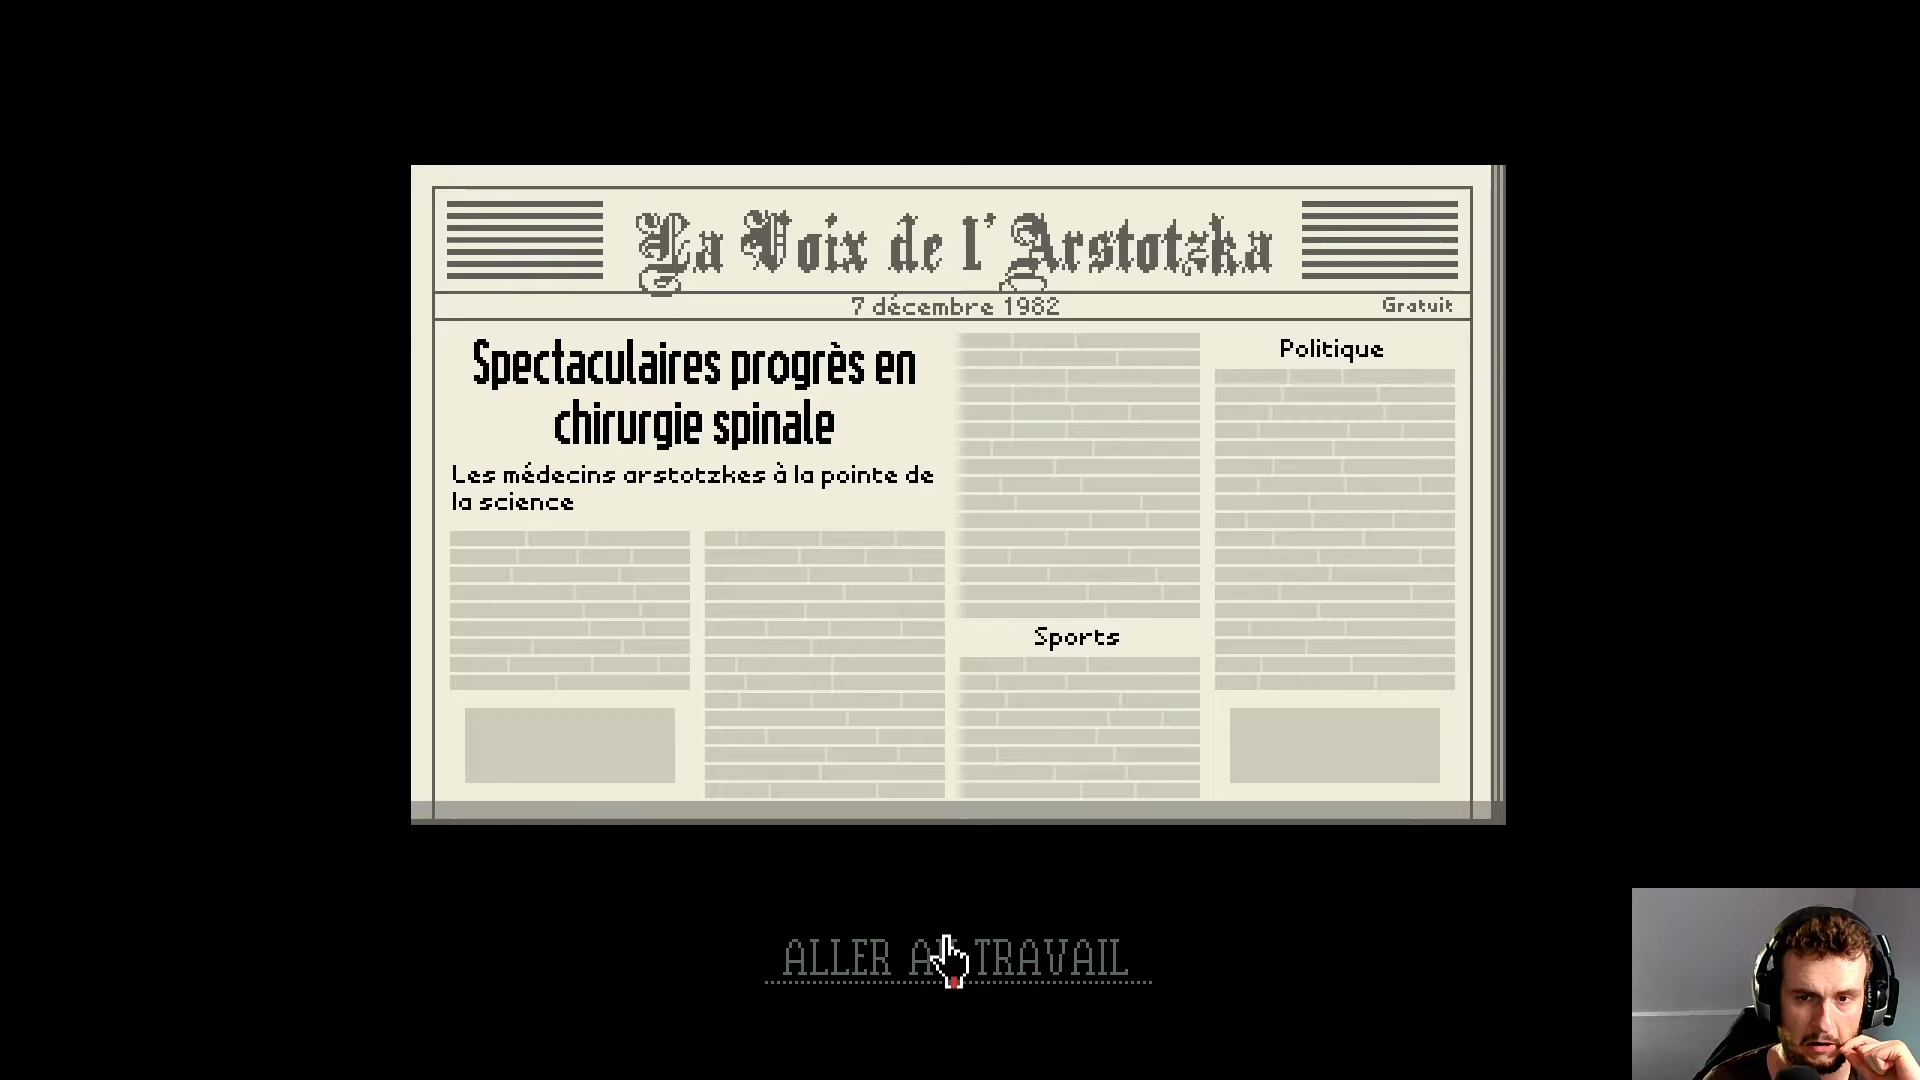 La Voix de l'Arstotzka
7 décembre 1982
Gratuit
Spectaculaires progrès en
chirurgie spinale
Les médecins arstotzkes à la pointe de
la science
Sports
Politique
ALLER AU TRAVAIL